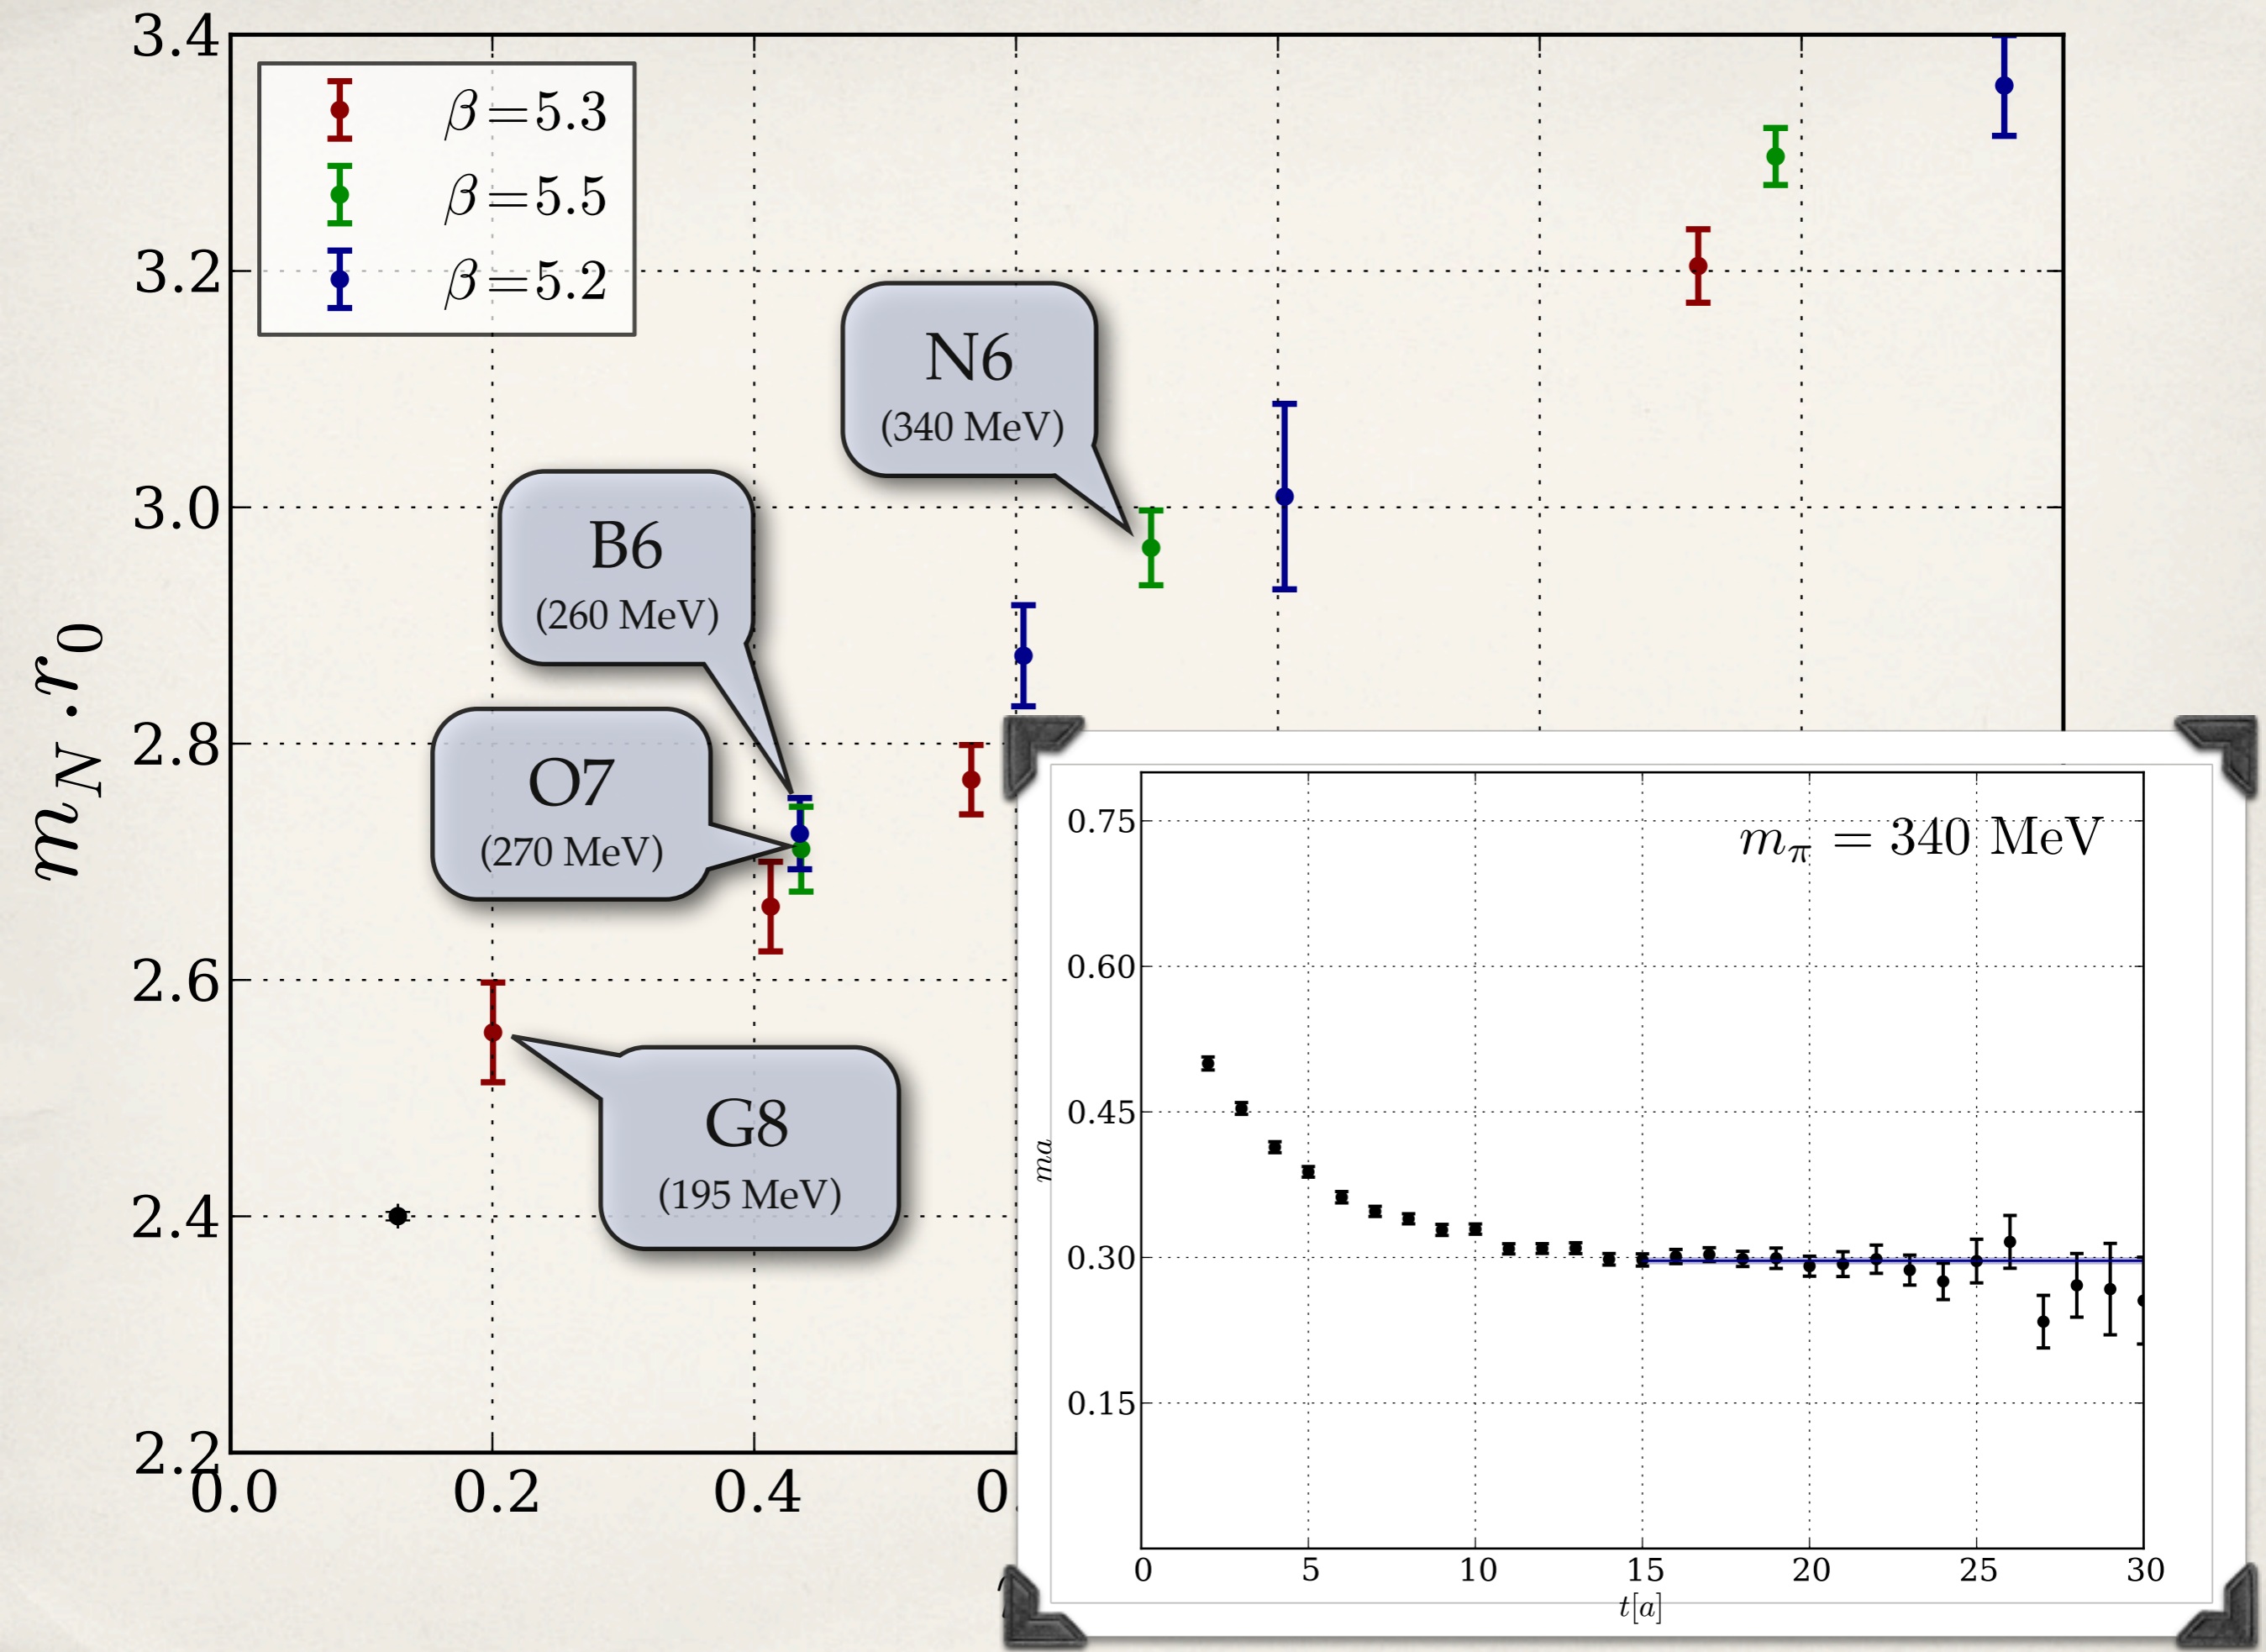 3.4
3.2
3.0
2.8
2.6
2.4
2.2
m_N · r_0
β=5.3
β=5.5
β=5.2
N6
(340 MeV)
B6
(260 MeV)
O7
(270 MeV)
G8
(195 MeV)
0.0 0.2 0.4
m_π = 340 MeV
0.75
0.60
0.45
0.30
0.15
ma
0 5 10 15 20 25 30
t[a]